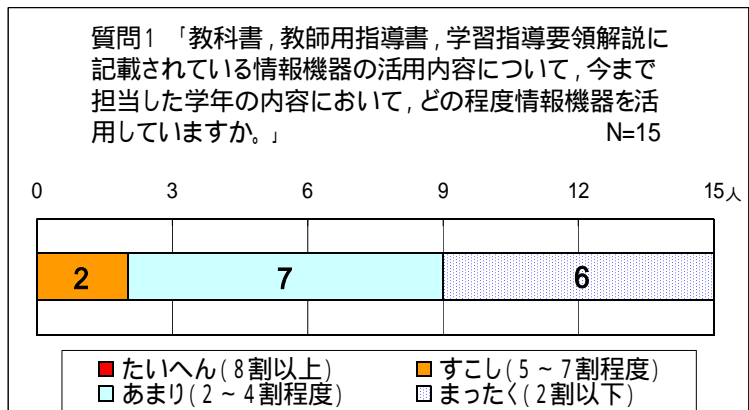 質問1 「教科書,教師用指導書,学習指導要領解説に
記載されている情報機器の活用内容について,今まで
担当した学年の内容において,どの程度情報機器を活
用していますか。」 N=15
0 3 6 9 12 15人
2 7 6
たいへん(8割以上) すこし(5~7割程度)
あまり(2~4割程度) まったく(2割以下)